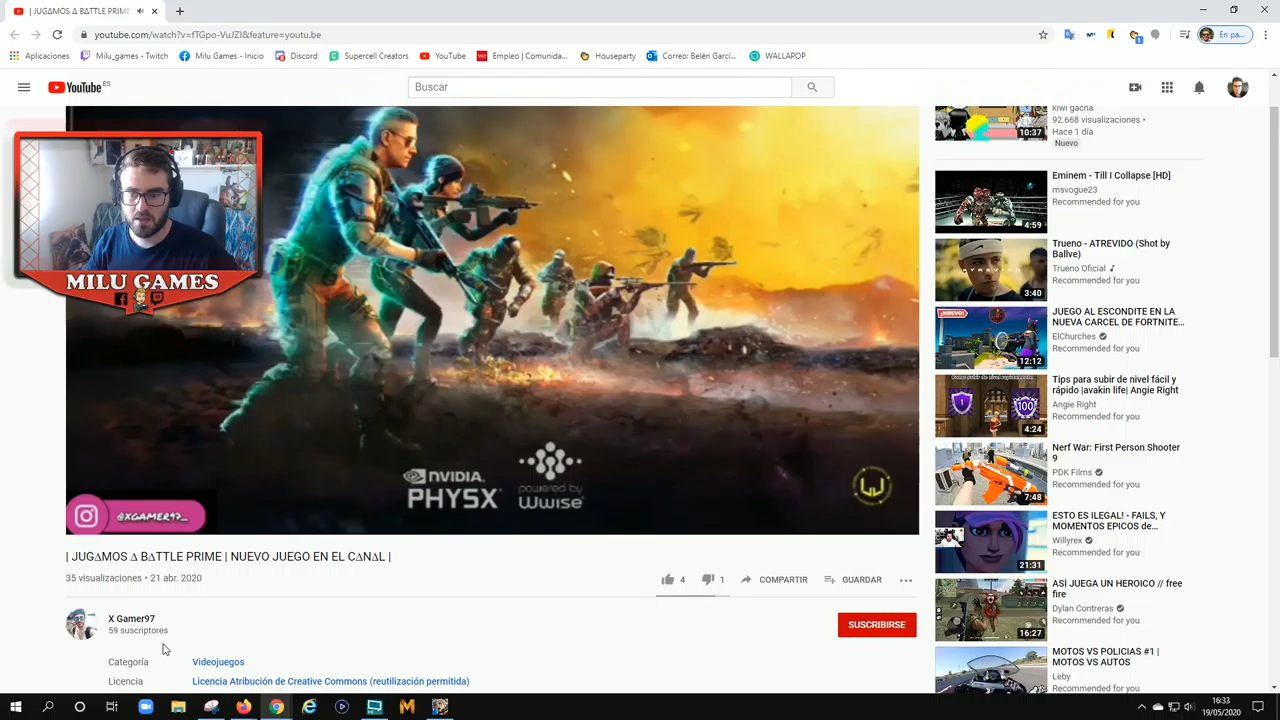 | JUGΔMOS Δ BΔTTLE PRIME
youtube.com/watch?v=fTGpo-VuJZI&feature=youtu.be
En pa...
Aplicaciones
Milu_games - Twitch
Milu Games - Inicio
Discord
Supercell Creators
YouTube
Empleo | Comunida...
Houseparty
Correo: Belén Garcí...
WALLAPOP
YouTube ES
Buscar
MILU GAMES
NVIDIA.
PHYSX
powered by
Wwise
@XGAMER97_
| JUGΔMOS Δ BΔTTLE PRIME | NUEVO JUEGO EN EL CΔNΔL |
35 visualizaciones • 21 abr. 2020
4
1
COMPARTIR
GUARDAR
X Gamer97
59 suscriptores
SUSCRIBIRSE
Categoría
Videojuegos
Licencia
Licencia Atribución de Creative Commons (reutilización permitida)
kiwi gacha
92.668 visualizaciones •
Hace 1 día
Nuevo
10:37
Eminem - Till I Collapse [HD]
msvogue23
Recommended for you
4:59
Trueno - ATREVIDO (Shot by
Ballve)
Trueno Oficial
Recommended for you
ATREVIDO
3:40
JUEGO AL ESCONDITE EN LA
NUEVA CARCEL DE FORTNITE...
ElChurches
Recommended for you
¡NUEVO!
12:12
Tips para subir de nivel fácil y
rápido |avakin life| Angie Right
Angie Right
Recommended for you
1
100
4:24
Nerf War: First Person Shooter
9
PDK Films
Recommended for you
7:48
ESTO ES ILEGAL! - FAILS, Y
MOMENTOS EPICOS de...
Willyrex
Recommended for you
21:31
ASÍ JUEGA UN HEROICO // free
fire
Dylan Contreras
Recommended for you
16:27
MOTOS VS POLICIAS #1 |
MOTOS VS AUTOS
Leby
Recommended for you
16:33
19/05/2020